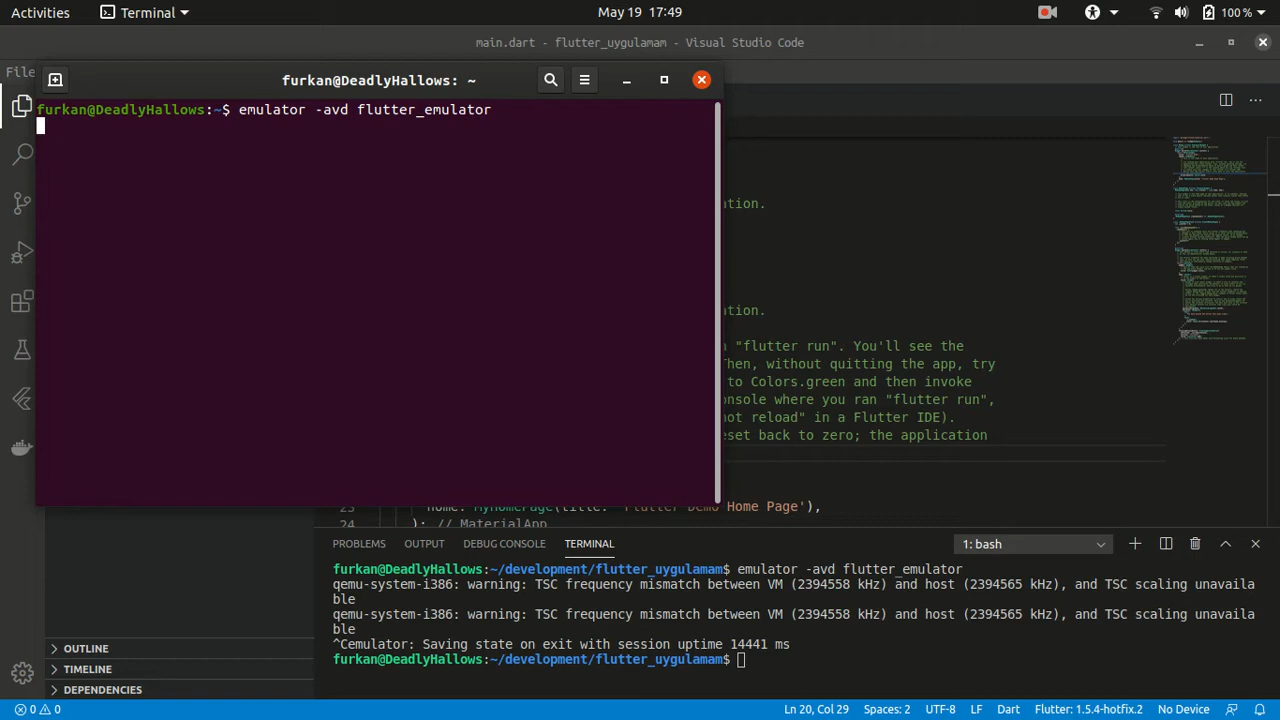 Activities
Terminal
May 19 17:49
100 %
main.dart - flutter_uygulamam - Visual Studio Code
File
furkan@DeadlyHallows: ~
furkan@DeadlyHallows:~$ emulator -avd flutter_emulator
ation.
ation.
"flutter run". You'll see the
hen, without quitting the app, try
to Colors.green and then invoke
nsole where you ran "flutter run",
ot reload" in a Flutter IDE).
eset back to zero; the application
23 home: MyHomePage(title: 'Flutter Demo Home Page'),
24 ); // MaterialApp
PROBLEMS OUTPUT DEBUG CONSOLE TERMINAL
1: bash
furkan@DeadlyHallows:~/development/flutter_uygulamam$ emulator -avd flutter_emulator
qemu-system-i386: warning: TSC frequency mismatch between VM (2394558 kHz) and host (2394565 kHz), and TSC scaling unavaila
ble
qemu-system-i386: warning: TSC frequency mismatch between VM (2394558 kHz) and host (2394565 kHz), and TSC scaling unavaila
ble
^Cemulator: Saving state on exit with session uptime 14441 ms
furkan@DeadlyHallows:~/development/flutter_uygulamam$
OUTLINE
TIMELINE
DEPENDENCIES
0 0
Ln 20, Col 29
Spaces: 2
UTF-8
LF
Dart
Flutter: 1.5.4-hotfix.2
No Device